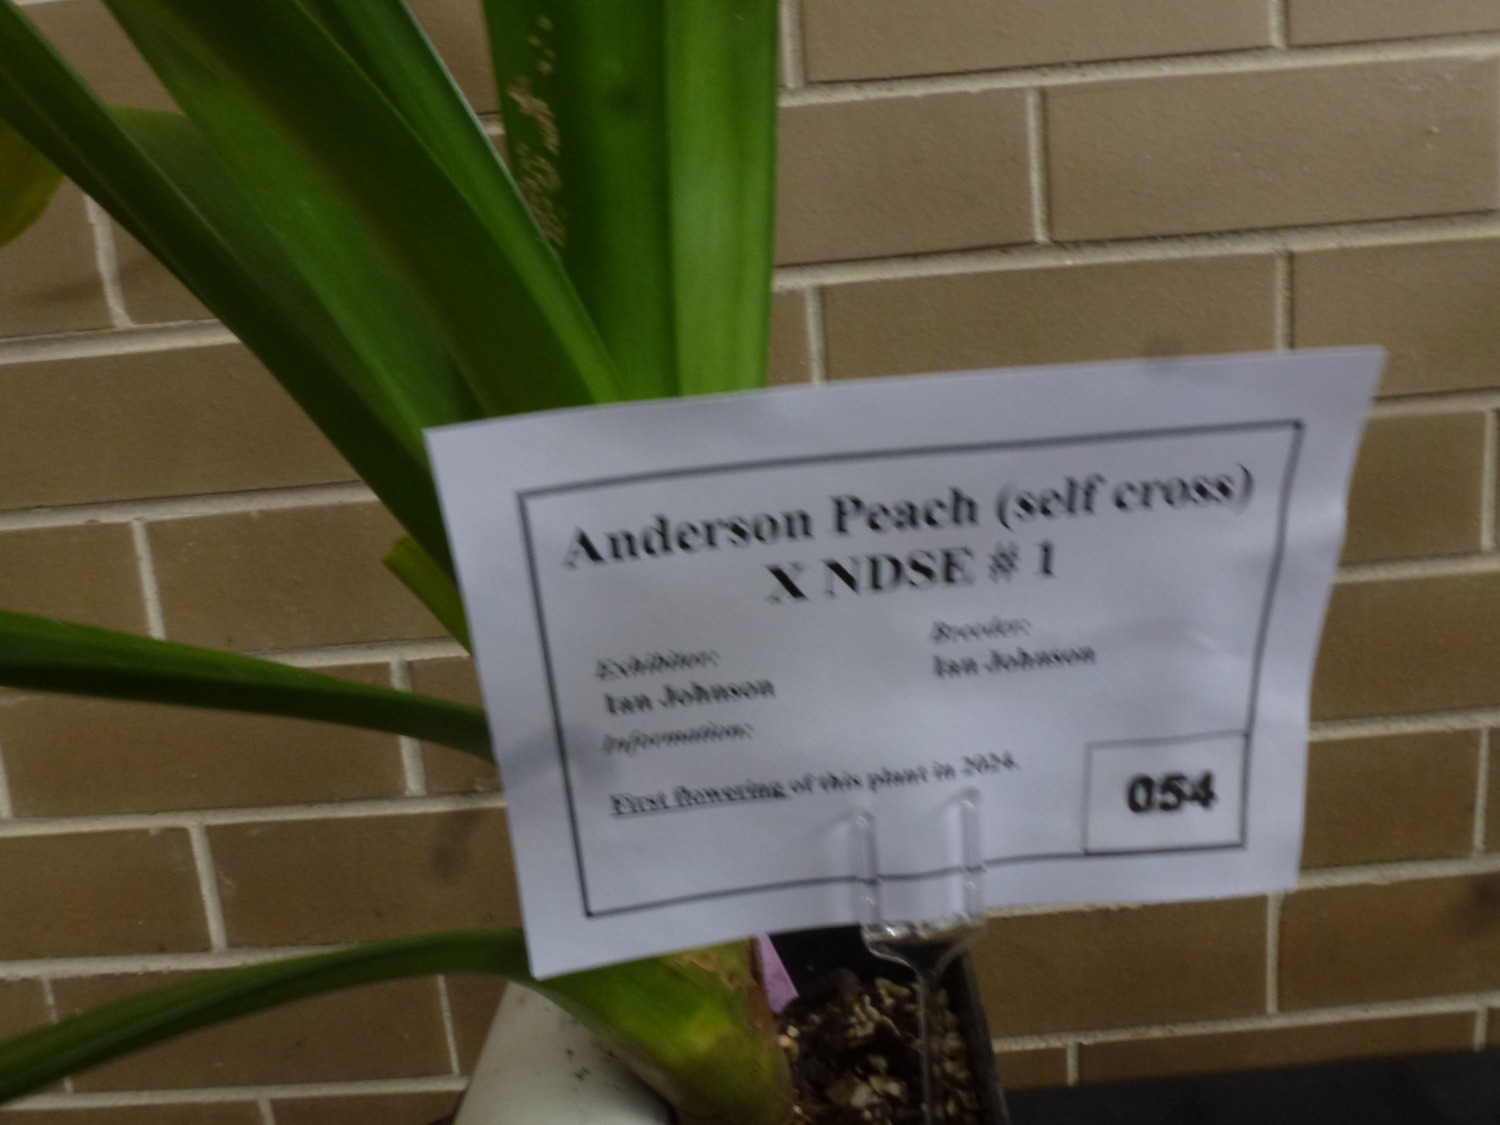 Anderson Peach (self cross)
X NDSE # 1
Exhibitor:
Ian Johnson
Breeder:
Ian Johnson
Information:
First flowering of this plant in 2024.
054